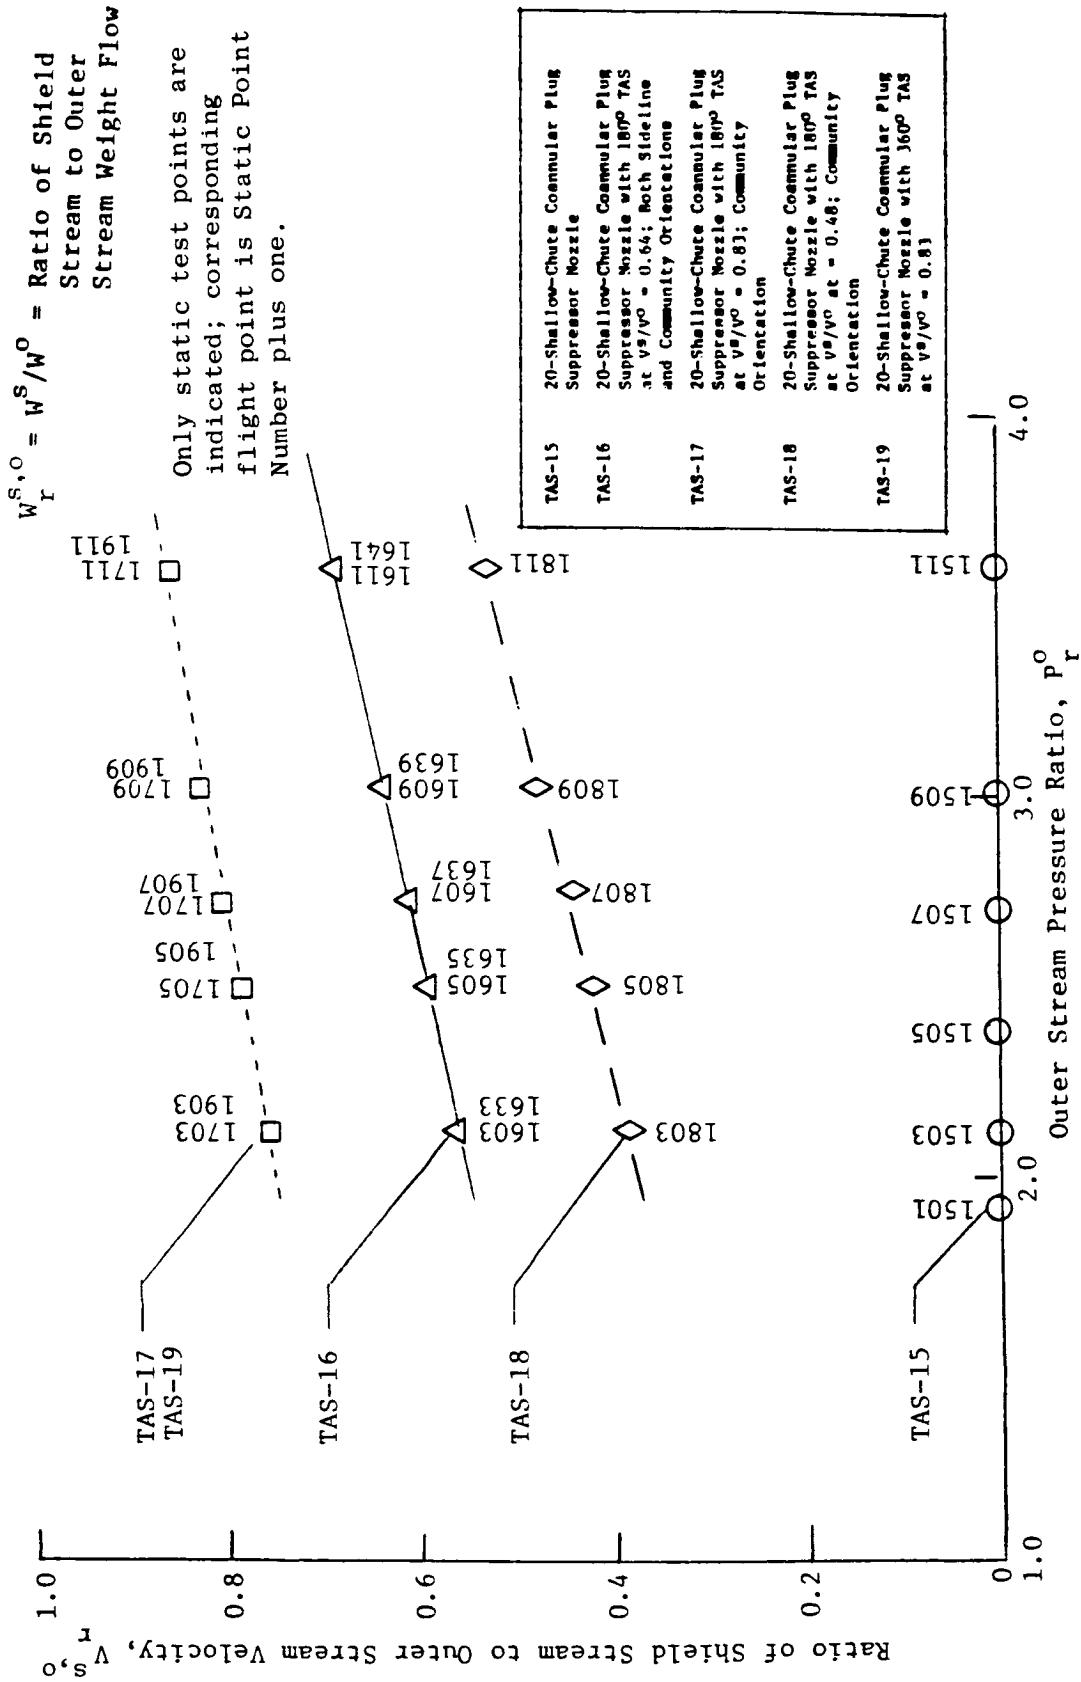 W_r^{s,o} = W^s/W^o = Ratio of Shield
Stream to Outer
Stream Weight Flow
Only static test points are
indicated; corresponding
flight point is Static Point
Number plus one.
Ratio of Shield Stream to Outer Stream Velocity, V_r^{s,o}
1.0
0.8
0.6
0.4
0.2
0
TAS-17
TAS-19
TAS-16
TAS-18
TAS-15
1703
1903
1705
1905
1707
1907
1709
1909
1711
1911
1603
1633
1605
1635
1607
1637
1609
1639
1611
1641
1803
1805
1807
1809
1811
1501
1503
1505
1507
1509
1511
1.0
2.0
3.0
4.0
Outer Stream Pressure Ratio, P_r^o
TAS-15 20-Shallow-Chute Coannular Plug
Suppressor Nozzle
TAS-16 20-Shallow-Chute Coannular Plug
Suppressor Nozzle with 180° TAS
at V^s/V^o = 0.64; Both Sideline
and Community Orientations
TAS-17 20-Shallow-Chute Coannular Plug
Suppressor Nozzle with 180° TAS
at V^s/V^o = 0.83; Community
Orientation
TAS-18 20-Shallow-Chute Coannular Plug
Suppressor Nozzle with 180° TAS
at V^s/V^o at = 0.48; Community
Orientation
TAS-19 20-Shallow-Chute Coannular Plug
Suppressor Nozzle with 360° TAS
at V^s/V^o = 0.83